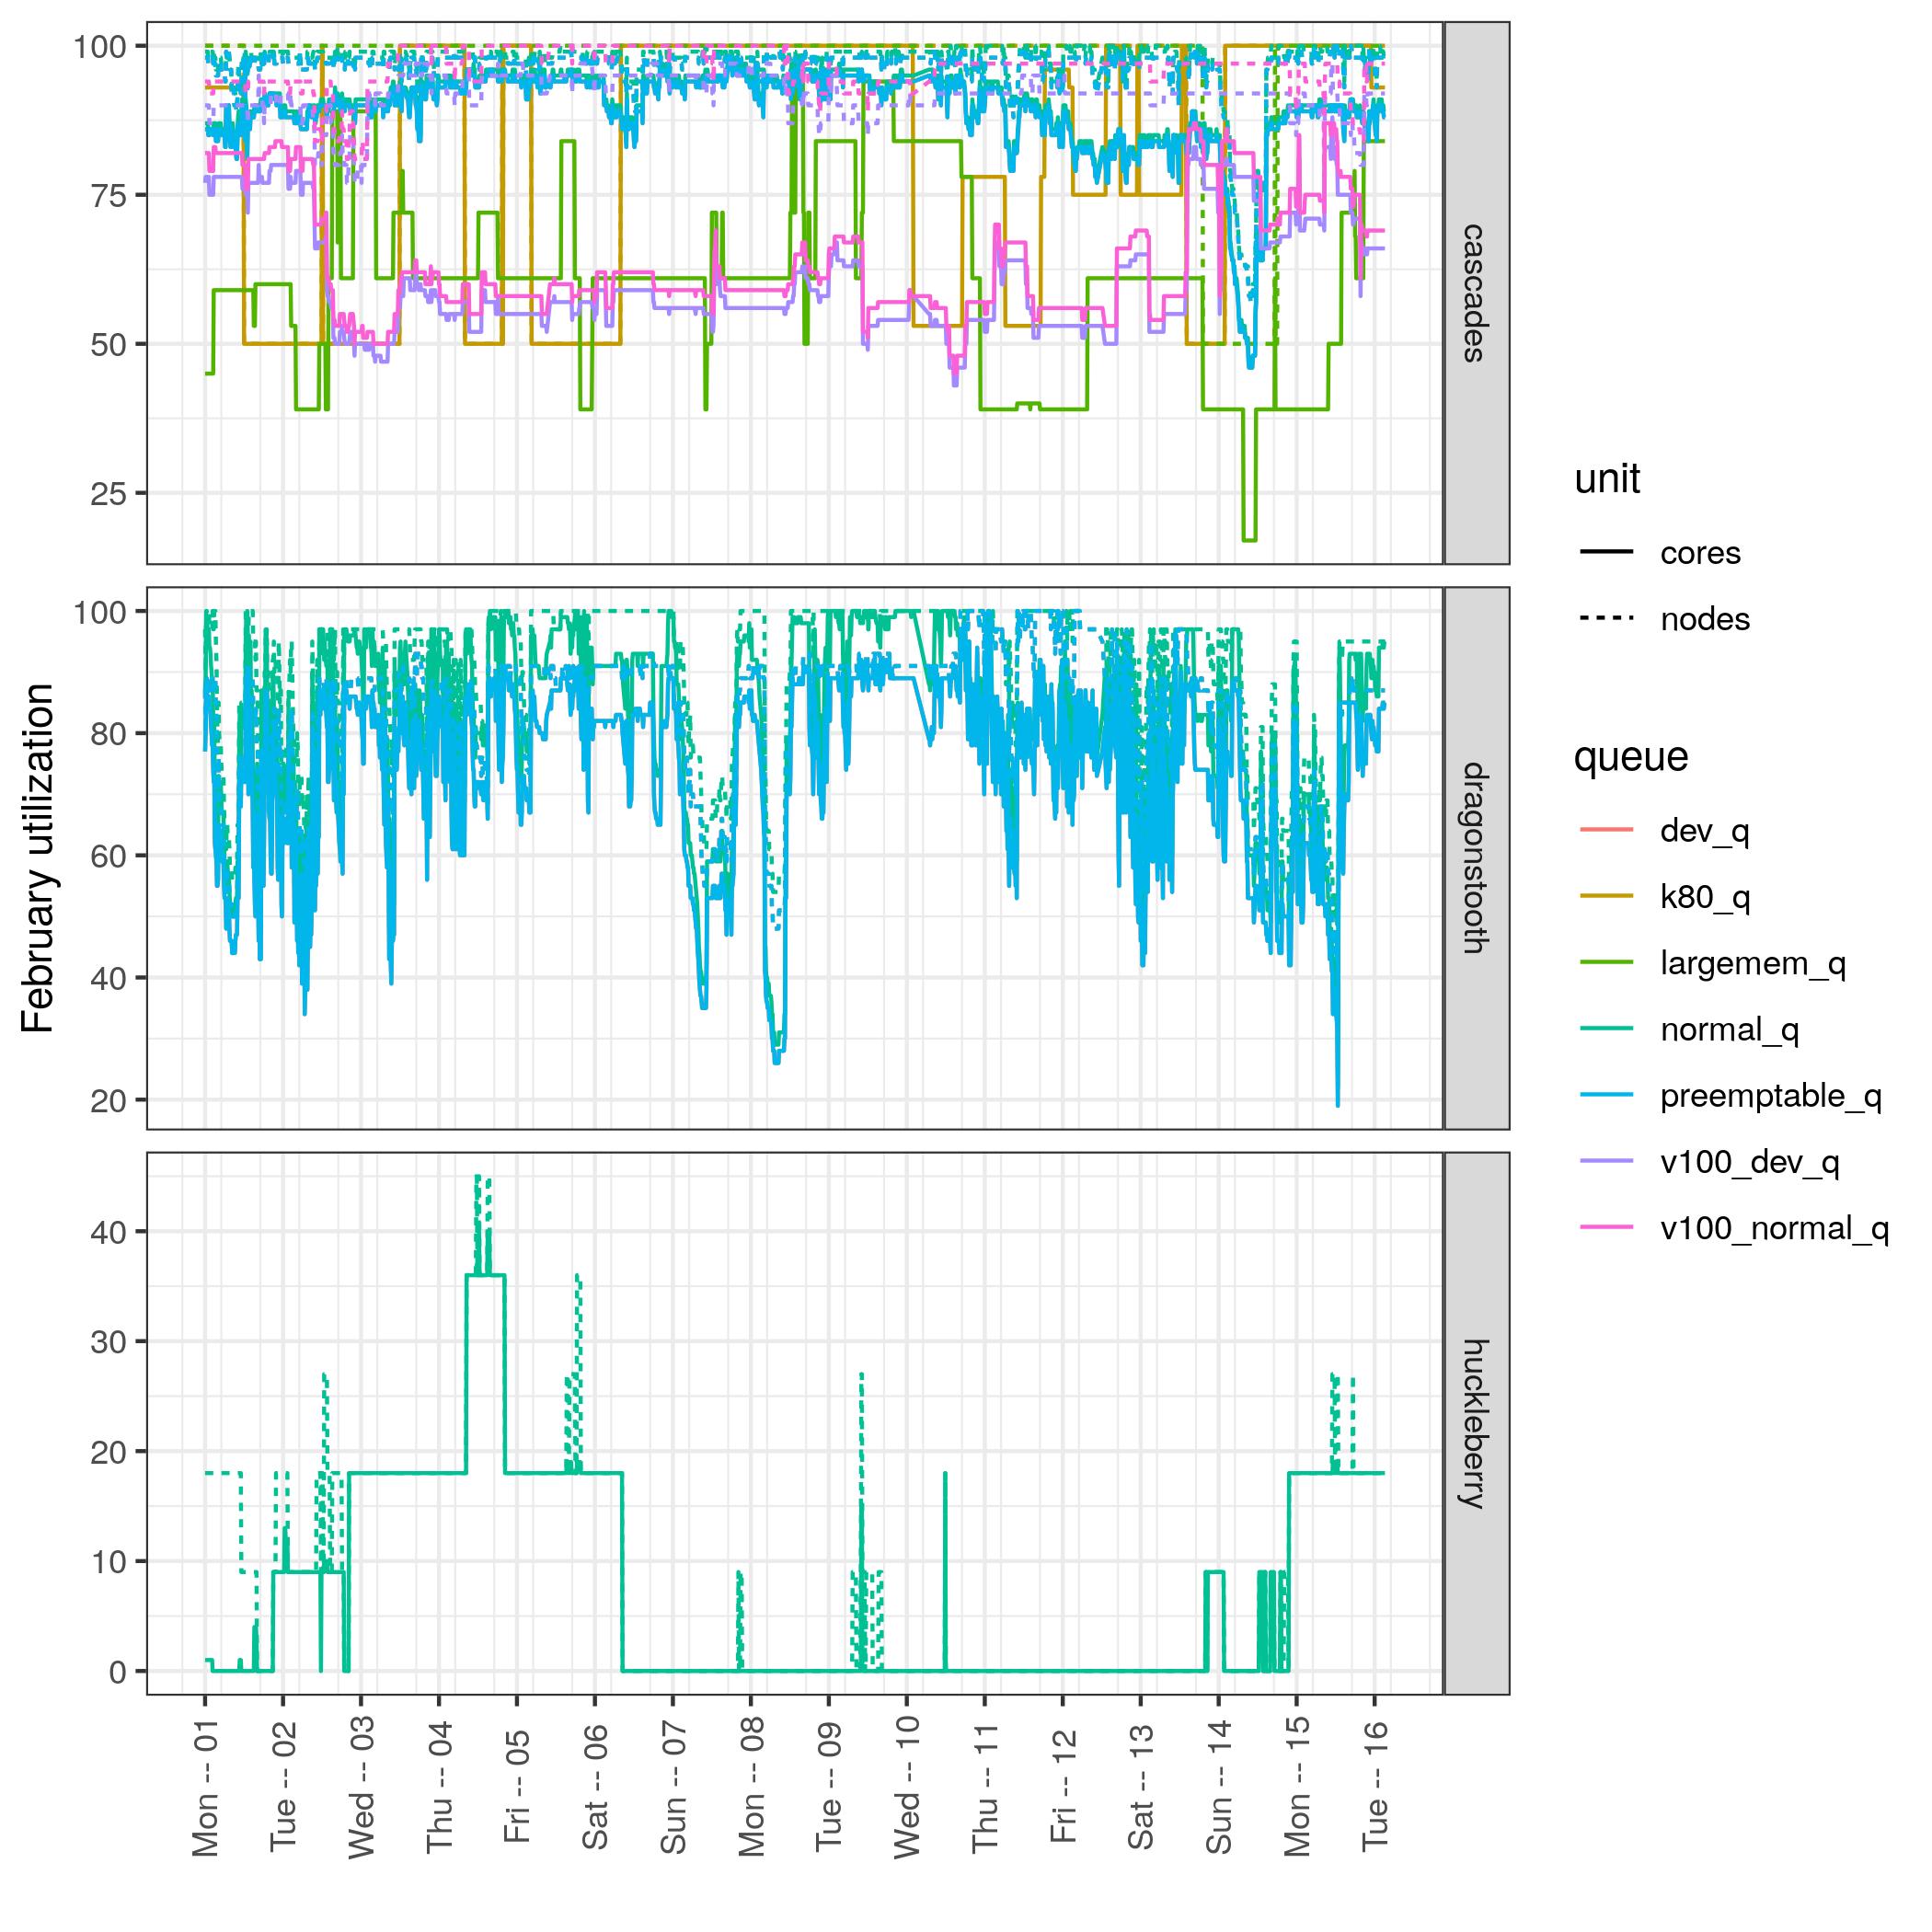 100
75
50
25
cascades
100
80
60
40
20
dragonstooth
40
30
20
10
0
huckleberry
February utilization
Mon -- 01
Tue -- 02
Wed -- 03
Thu -- 04
Fri -- 05
Sat -- 06
Sun -- 07
Mon -- 08
Tue -- 09
Wed -- 10
Thu -- 11
Fri -- 12
Sat -- 13
Sun -- 14
Mon -- 15
Tue -- 16
unit
cores
nodes
queue
dev_q
k80_q
largemem_q
normal_q
preemptable_q
v100_dev_q
v100_normal_q